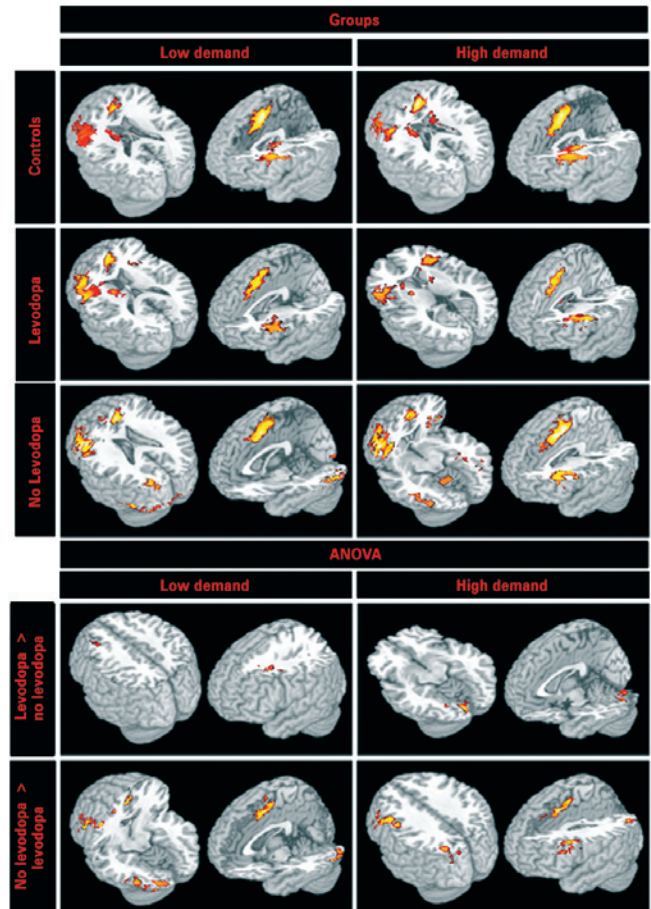 Groups
Low demand
High demand
Controls
Levodopa
No Levodopa
ANOVA
Low demand
High demand
Levodopa >
no levodopa
No levodopa >
levodopa